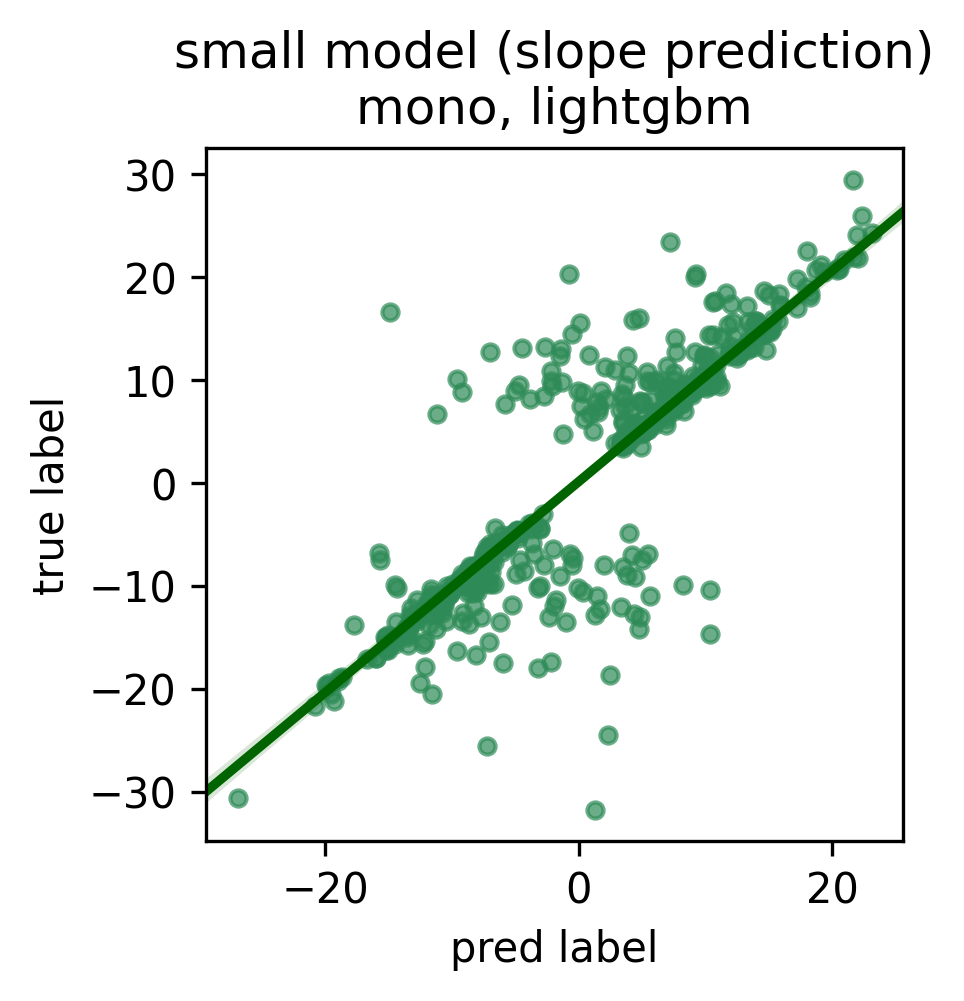 small model (slope prediction)
mono, lightgbm
30
20
10
0
−10
−20
−30
true label
−20 0 20
pred label